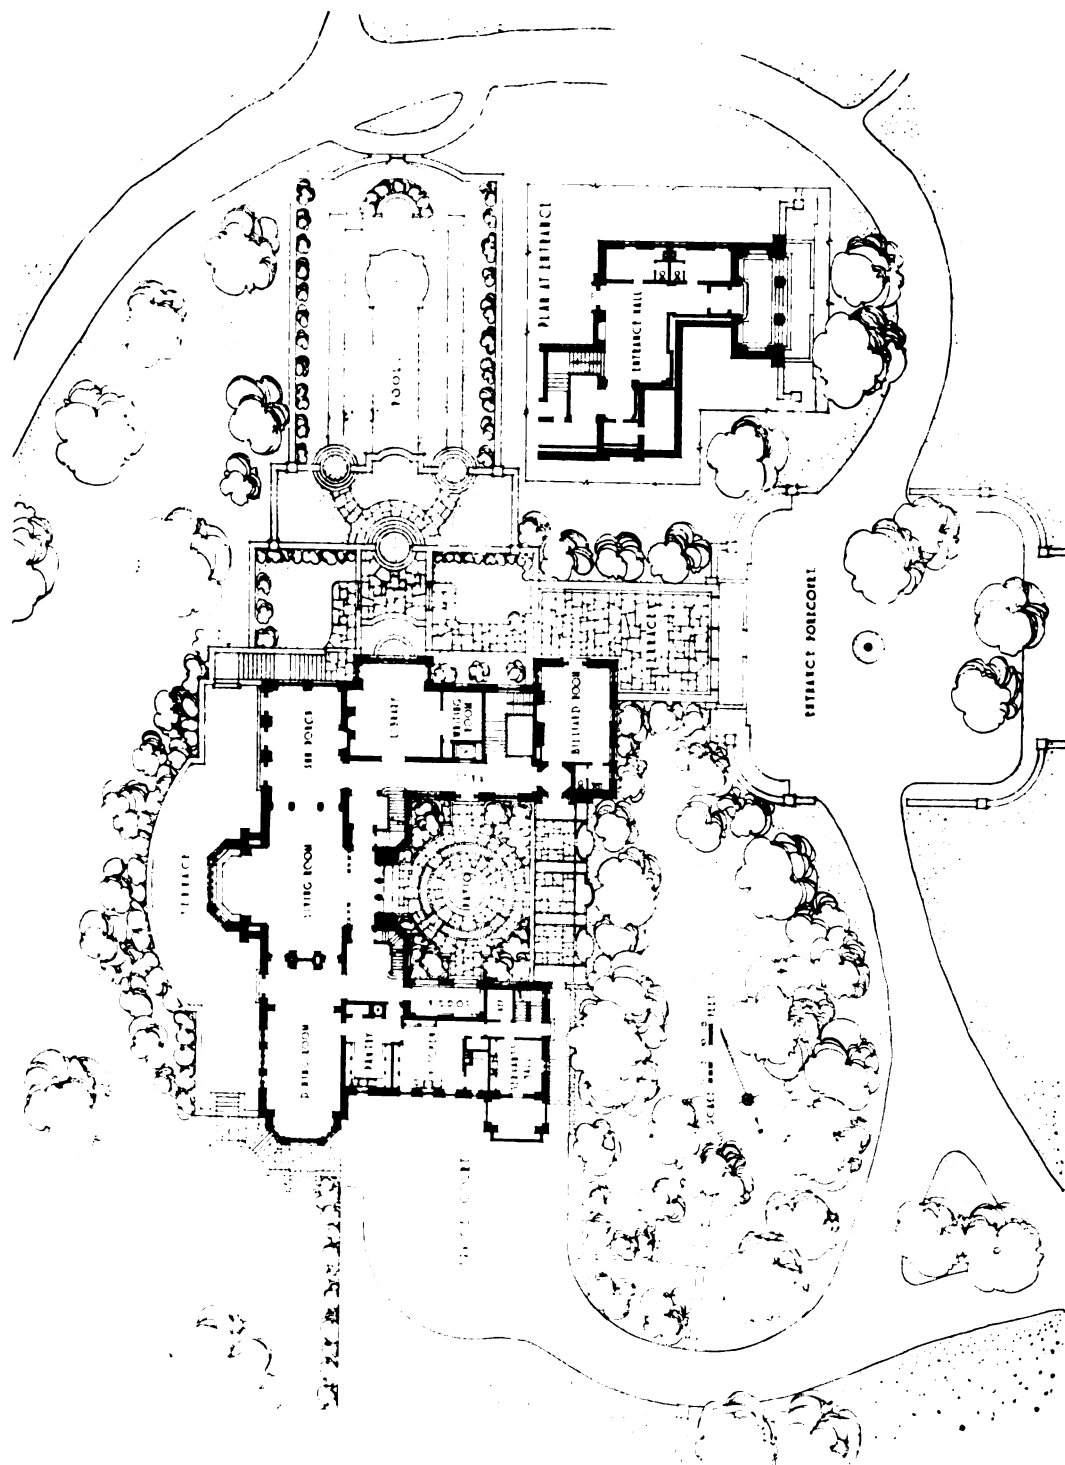 PLAN AT ENTRANCE
ENTRANCE HALL
POOL
TERRACE
ENTRANCE FORECOURT
LIBRARY
WRITING
ROOM
BILLIARD ROOM
SUN PORCH
LIVING ROOM
TERRACE
PATIO
DINING ROOM
PANTRY